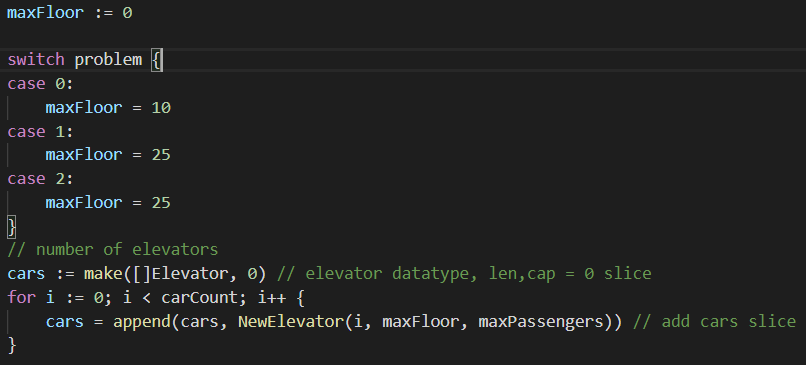 maxFloor := 0
switch problem {
case 0:
maxFloor = 10
case 1:
maxFloor = 25
case 2:
maxFloor = 25
}
// number of elevators
cars := make([]Elevator, 0) // elevator datatype, len,cap = 0 slice
for i := 0; i < carCount; i++ {
cars = append(cars, NewElevator(i, maxFloor, maxPassengers)) // add cars slice
}